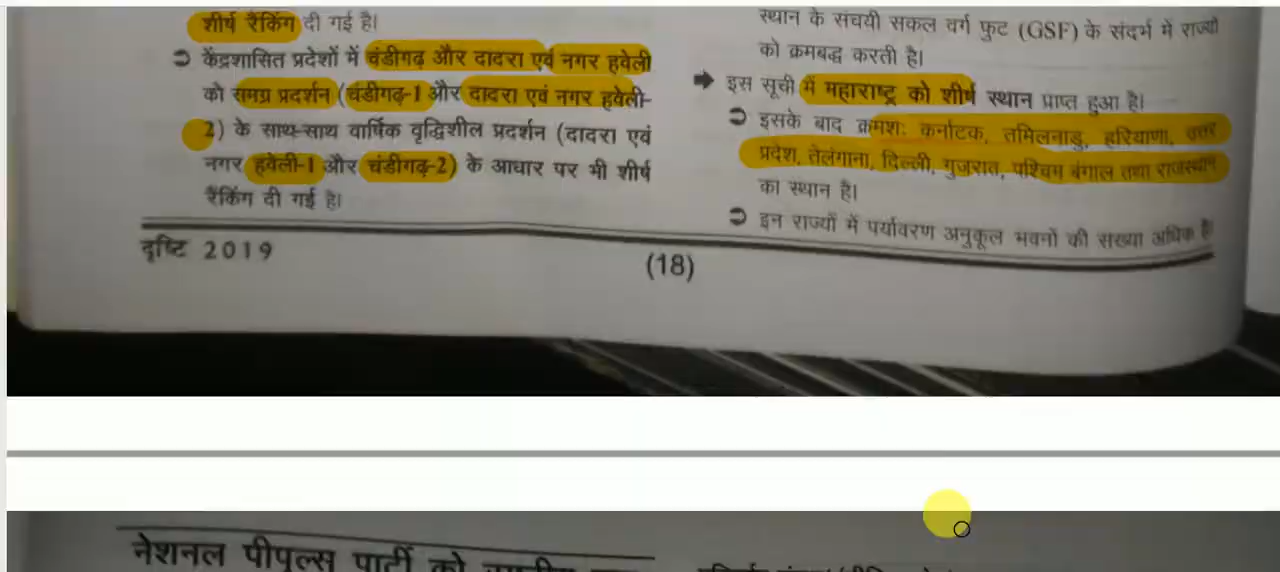 शीर्ष रैंकिंग दी गई है।
केंद्रशासित प्रदेशों में चंडीगढ़ और दादरा एवं नगर हवेली
को समग्र प्रदर्शन (चंडीगढ़-1 और दादरा एवं नगर हवेली-
2) के साथ-साथ वार्षिक वृद्धिशील प्रदर्शन (दादरा एवं
नगर हवेली-1 और चंडीगढ़-2) के आधार पर भी शीर्ष
रैंकिंग दी गई है।
स्थान के संचयी सकल वर्ग फुट (GSF) के संदर्भ में राज्यों
को क्रमबद्ध करती है।
इस सूची में महाराष्ट्र को शीर्ष स्थान प्राप्त हुआ है।
इसके बाद क्रमशः कर्नाटक, तमिलनाडु, हरियाणा, उत्तर
प्रदेश, तेलंगाना, दिल्ली, गुजरात, पश्चिम बंगाल तथा राजस्थान
का स्थान है।
इन राज्यों में पर्यावरण अनुकूल भवनों की संख्या अधिक है।
दृष्टि 2019
(18)
नेशनल पीपुल्स पार्टी को